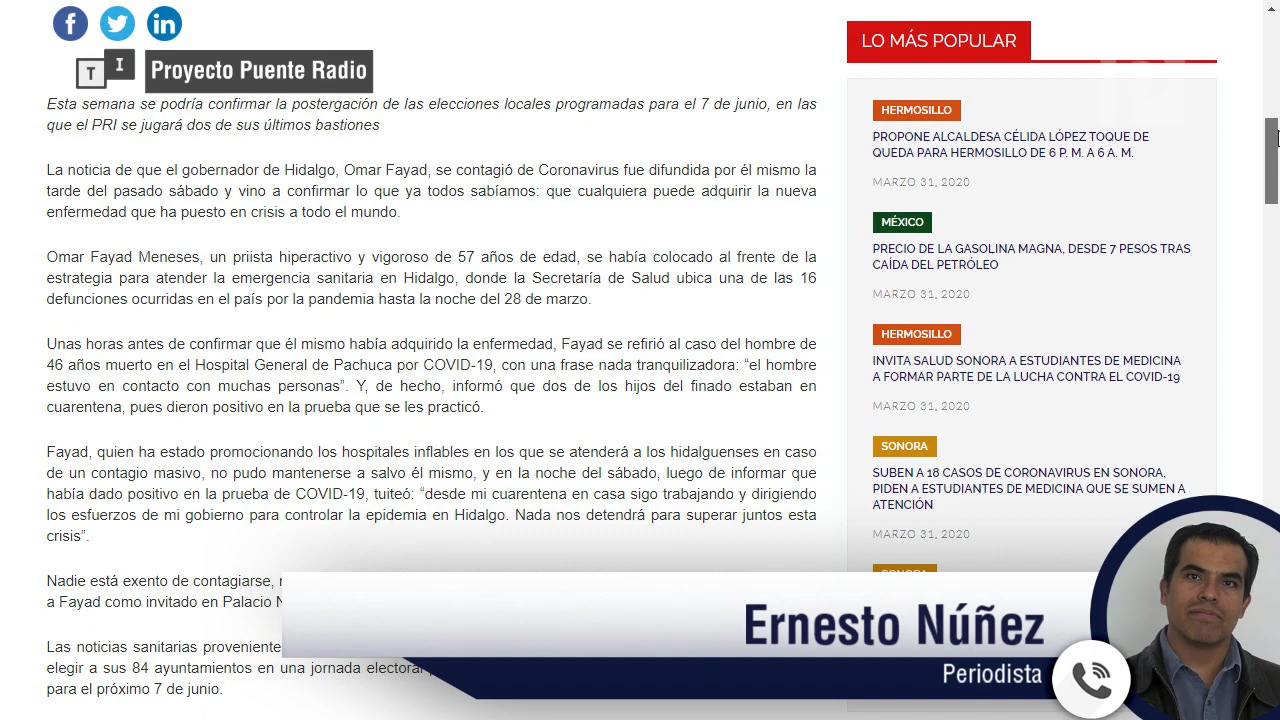 T I
Proyecto Puente Radio
Esta semana se podría confirmar la postergación de las elecciones locales programadas para el 7 de junio, en las
que el PRI se jugará dos de sus últimos bastiones
La noticia de que el gobernador de Hidalgo, Omar Fayad, se contagió de Coronavirus fue difundida por él mismo la
tarde del pasado sábado y vino a confirmar lo que ya todos sabíamos: que cualquiera puede adquirir la nueva
enfermedad que ha puesto en crisis a todo el mundo.
Omar Fayad Meneses, un priista hiperactivo y vigoroso de 57 años de edad, se había colocado al frente de la
estrategia para atender la emergencia sanitaria en Hidalgo, donde la Secretaría de Salud ubica una de las 16
defunciones ocurridas en el país por la pandemia hasta la noche del 28 de marzo.
Unas horas antes de revelar que él mismo había adquirido la enfermedad, Fayad se refirió al caso del hombre de
46 años muerto en el Hospital General de Pachuca por COVID-19, con una frase nada tranquilizadora: “el hombre
estuvo en contacto con muchas personas”. Y, de hecho, informó que dos de los hijos del finado estaban en
cuarentena, pues dieron positivo en la prueba que se les practicó.
Fayad, quien ha estado promocionando los hospitales inflables en los que se atenderá a los hidalguenses en caso
de un contagio masivo, no pudo mantenerse a salvo él mismo, y en la noche del sábado, luego de informar que
había dado positivo en la prueba de COVID-19, tuiteó: “desde mi cuarentena en casa sigo trabajando y dirigiendo
los esfuerzos de mi gobierno para controlar la epidemia en Hidalgo. Nada nos detendrá para superar juntos esta
crisis”.
Nadie está exento de contagiarse,
a Fayad como invitado en Palacio
Las noticias sanitarias proveniente
elegir a sus 84 ayuntamientos en una jornada electoral
para el próximo 7 de junio.
LO MÁS POPULAR
HERMOSILLO
PROPONE ALCALDESA CÉLIDA LÓPEZ TOQUE DE
QUEDA PARA HERMOSILLO DE 6 P. M. A 6 A. M.
MARZO 31, 2020
MÉXICO
PRECIO DE LA GASOLINA MAGNA, DESDE 7 PESOS TRAS
CAÍDA DEL PETRÓLEO
MARZO 31, 2020
HERMOSILLO
INVITA SALUD SONORA A ESTUDIANTES DE MEDICINA
A FORMAR PARTE DE LA LUCHA CONTRA EL COVID-19
MARZO 31, 2020
SONORA
SUBEN A 18 CASOS DE CORONAVIRUS EN SONORA,
PIDEN A ESTUDIANTES DE MEDICINA QUE SE SUMEN A
ATENCIÓN
MARZO 31, 2020
Ernesto Núñez
Periodista